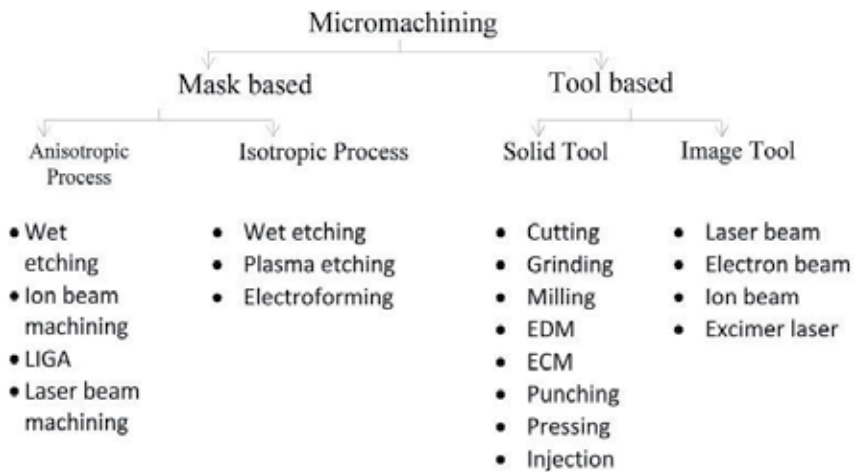 Micromachining
Mask based
Tool based
Anisotropic
Process
Isotropic Process
Solid Tool
Image Tool
• Wet
etching
• Ion beam
machining
• LIGA
• Laser beam
machining
• Wet etching
• Plasma etching
• Electroforming
• Cutting
• Grinding
• Milling
• EDM
• ECM
• Punching
• Pressing
• Injection
• Laser beam
• Electron beam
• Ion beam
• Excimer laser